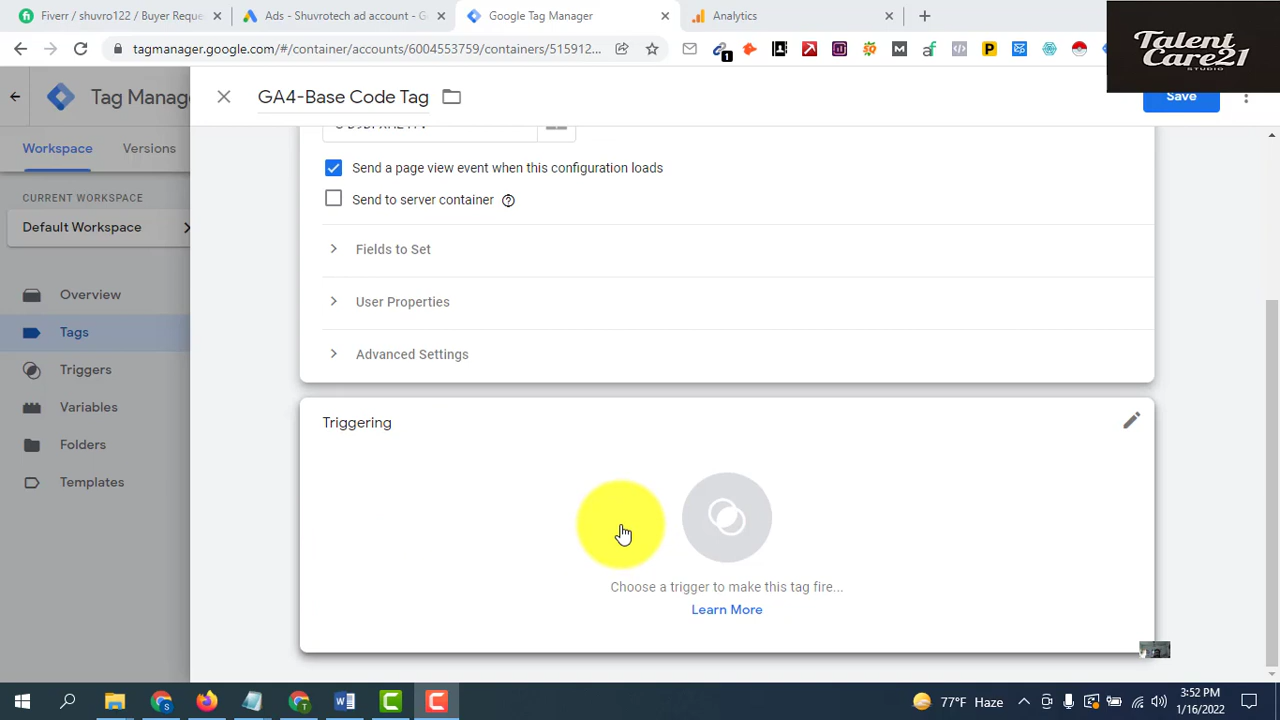 Fiverr / shuvro122 / Buyer Reque
Ads - Shuvrotech ad account - G
Google Tag Manager
Analytics
tagmanager.google.com/#/container/accounts/6004553759/containers/515912...
Talent
Care21
STUDIO
Tag Mana
GA4-Base Code Tag
Save
Workspace
Versions
Send a page view event when this configuration loads
CURRENT WORKSPACE
Send to server container
Default Workspace
Fields to Set
Overview
User Properties
Tags
Advanced Settings
Triggers
Variables
Triggering
Folders
Templates
Choose a trigger to make this tag fire...
Learn More
77°F Haze
3:52 PM
1/16/2022